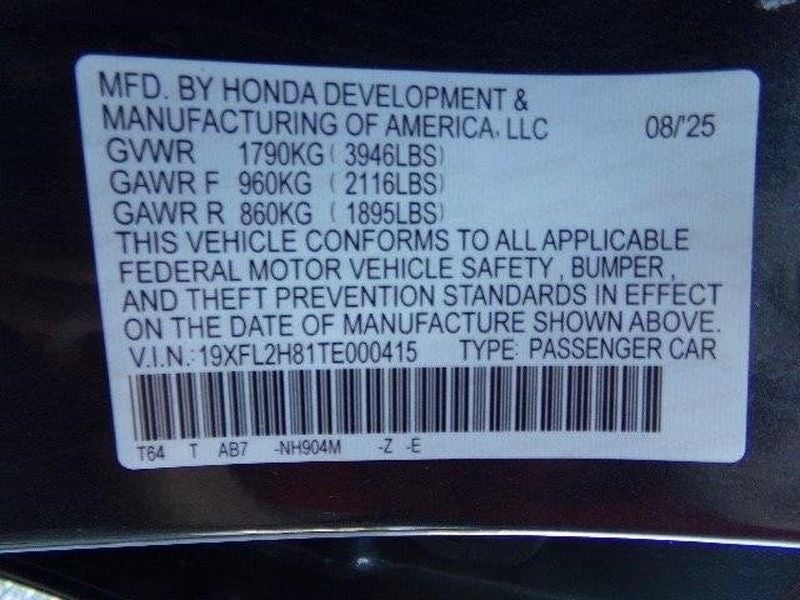 MFD. BY HONDA DEVELOPMENT &
MANUFACTURING OF AMERICA, LLC 08/'25
GVWR 1790KG ( 3946LBS)
GAWR F 960KG ( 2116LBS)
GAWR R 860KG ( 1895LBS)
THIS VEHICLE CONFORMS TO ALL APPLICABLE
FEDERAL MOTOR VEHICLE SAFETY , BUMPER ,
AND THEFT PREVENTION STANDARDS IN EFFECT
ON THE DATE OF MANUFACTURE SHOWN ABOVE.
V.I.N.: 19XFL2H81TE000415 TYPE: PASSENGER CAR
T64 T AB7 -NH904M -Z -E